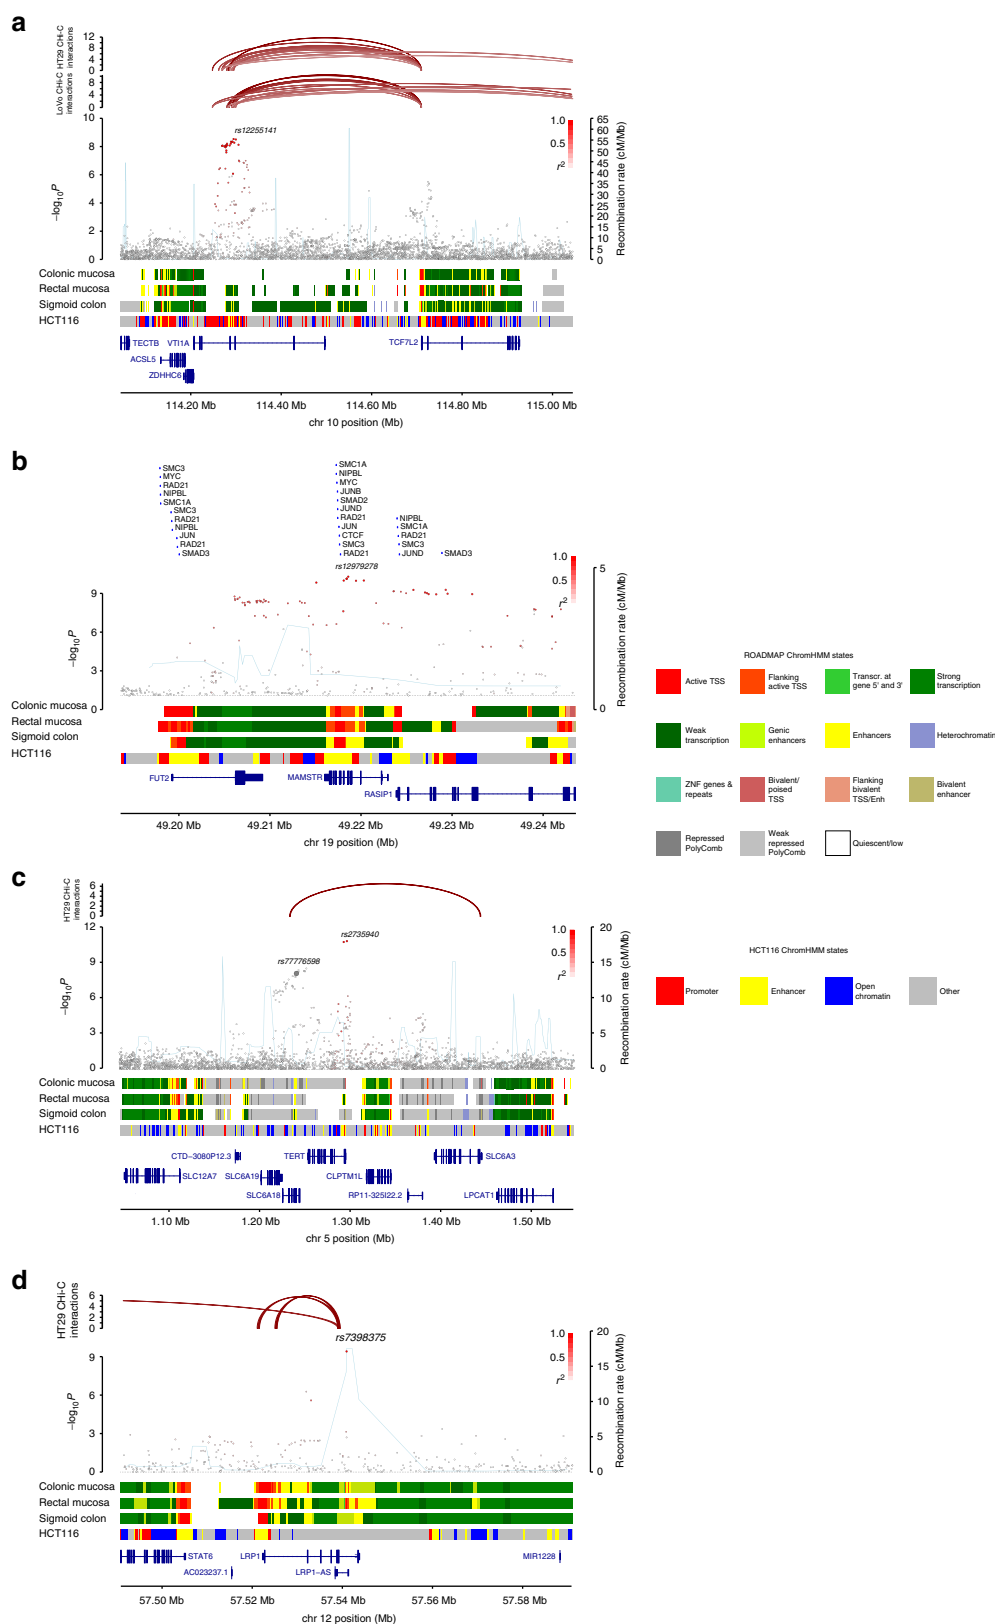 a
HT29 CHi-C
interactions
12
8
4
0
LoVo CHi-C
interactions
8
4
0
10
8
6
4
2
0
−log10P
rs12255141
1.0
0.5
r2
65
60
55
50
45
40
35
30
25
20
15
10
5
0
Recombination rate (cM/Mb)
Colonic mucosa
Rectal mucosa
Sigmoid colon
HCT116
TECTB
VTI1A
TCF7L2
ACSL5
ZDHHC6
114.20 Mb
114.40 Mb
114.60 Mb
114.80 Mb
115.00 Mb
chr 10 position (Mb)
b
SMC3
MYC
RAD21
NIPBL
SMC1A
SMC3
RAD21
NIPBL
JUN
RAD21
SMAD3
SMC1A
NIPBL
MYC
JUNB
SMAD2
JUND
RAD21
JUN
CTCF
SMC3
RAD21
NIPBL
SMC1A
RAD21
SMC3
JUND
SMAD3
rs12979278
1.0
0.5
r2
9
6
3
0
−log10P
5
0
Recombination rate (cM/Mb)
Colonic mucosa
Rectal mucosa
Sigmoid colon
HCT116
FUT2
MAMSTR
RASIP1
49.20 Mb
49.21 Mb
49.22 Mb
49.23 Mb
49.24 Mb
chr 19 position (Mb)
ROADMAP ChromHMM states
Active TSS
Flanking
active TSS
Transcr. at
gene 5' and 3'
Strong
transcription
Weak
transcription
Genic
enhancers
Enhancers
Heterochromatin
ZNF genes &
repeats
Bivalent/
poised
TSS
Flanking
bivalent
TSS/Enh
Bivalent
enhancer
Repressed
PolyComb
Weak
repressed
PolyComb
Quiescent/low
HCT116 ChromHMM states
Promoter
Enhancer
Open
chromatin
Other
c
HT29 CHi-C
interactions
6
4
2
0
12
9
6
3
0
−log10P
rs2735940
rs77776598
1.0
0.5
r2
20
15
10
5
0
Recombination rate (cM/Mb)
Colonic mucosa
Rectal mucosa
Sigmoid colon
HCT116
CTD−3080P12.3
TERT
SLC6A3
SLC12A7
SLC6A19
CLPTM1L
SLC6A18
RP11-325I22.2
LPCAT1
1.10 Mb
1.20 Mb
1.30 Mb
1.40 Mb
1.50 Mb
chr 5 position (Mb)
d
HT29 CHi-C
interactions
6
4
2
0
9
6
3
0
−log10P
rs7398375
1.0
0.5
r2
20
15
10
5
0
Recombination rate (cM/Mb)
Colonic mucosa
Rectal mucosa
Sigmoid colon
HCT116
STAT6
LRP1
MIR1228
AC023237.1
LRP1−AS
57.50 Mb
57.52 Mb
57.54 Mb
57.56 Mb
57.58 Mb
chr 12 position (Mb)